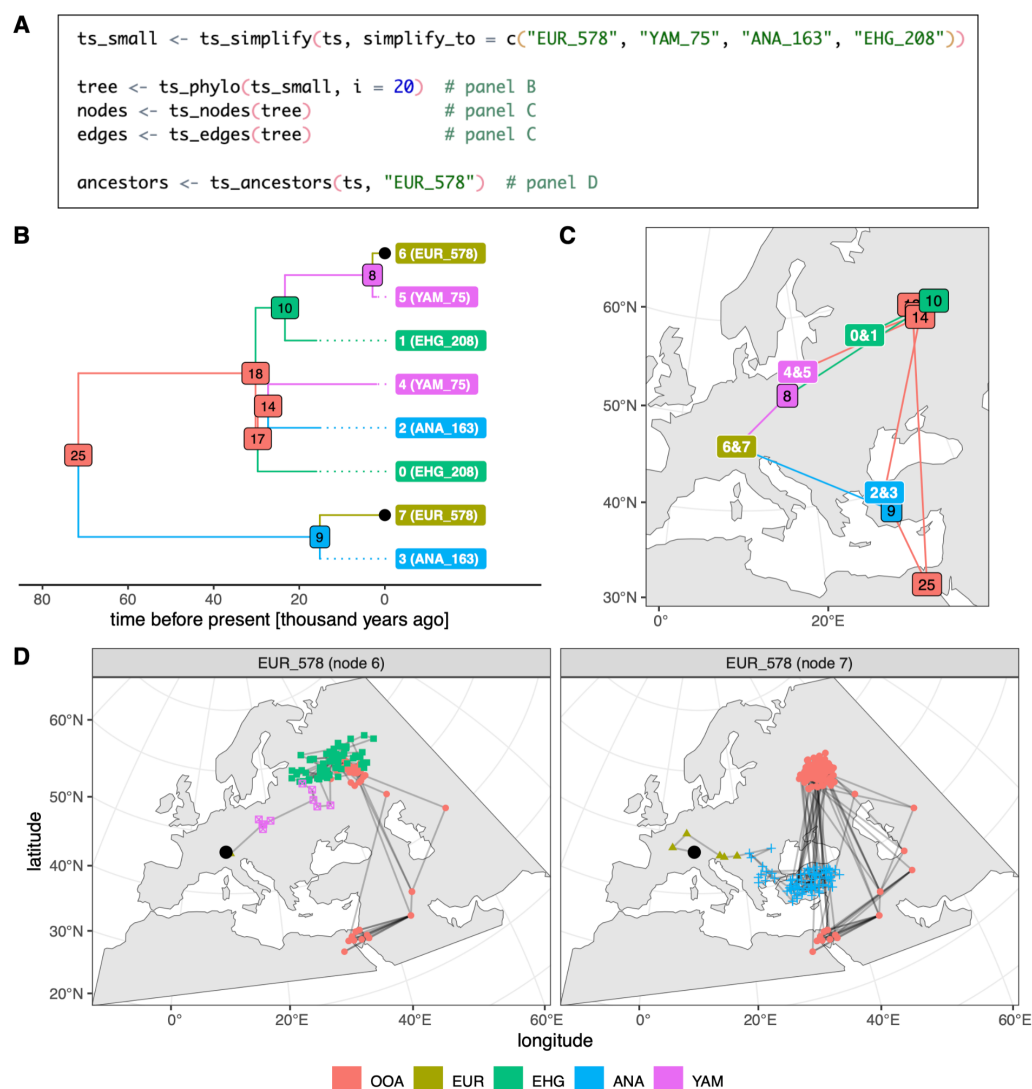 A
ts_small <- ts_simplify(ts, simplify_to = c("EUR_578", "YAM_75", "ANA_163", "EHG_208"))
tree <- ts_phylo(ts_small, i = 20)  # panel B
nodes <- ts_nodes(tree)  # panel C
edges <- ts_edges(tree)  # panel C
ancestors <- ts_ancestors(ts, "EUR_578")  # panel D
B
6 (EUR_578)
8
5 (YAM_75)
10
1 (EHG_208)
18
4 (YAM_75)
14
2 (ANA_163)
17
25
0 (EHG_208)
7 (EUR_578)
9
3 (ANA_163)
80 60 40 20 0
time before present [thousand years ago]
C
60°N
50°N
40°N
30°N
0° 20°E
10
14
0&1
4&5
8
6&7
2&3
9
25
D
EUR_578 (node 6)
EUR_578 (node 7)
latitude
60°N
50°N
40°N
30°N
20°N
0° 20°E 40°E 60°E
0° 20°E 40°E 60°E
longitude
OOA EUR EHG ANA YAM